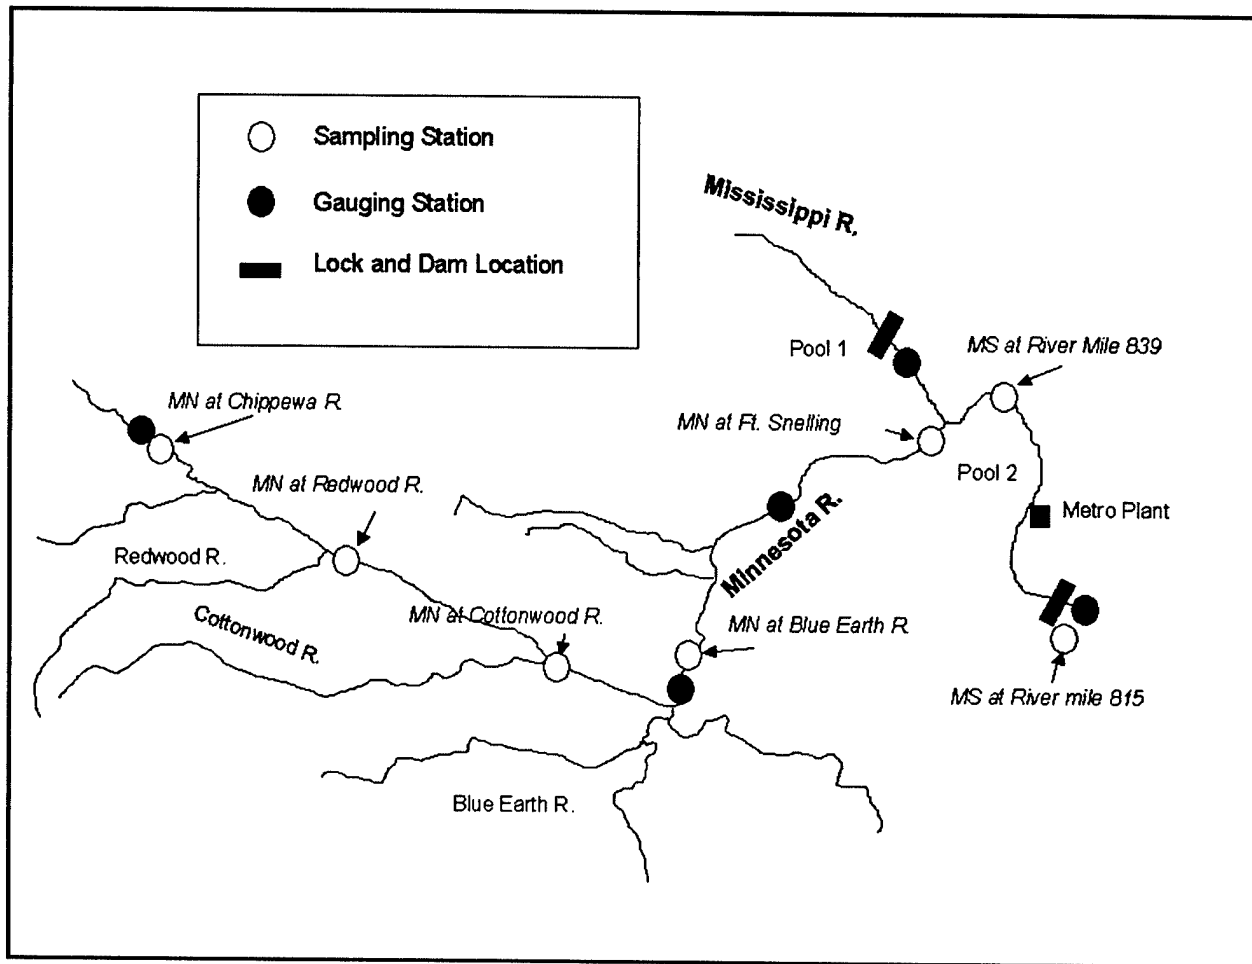 Sampling Station
Gauging Station
Lock and Dam Location
Mississippi R.
Pool 1
MS at River Mile 839
MN at Chippewa R.
MN at Ft. Snelling
Pool 2
MN at Redwood R.
Metro Plant
Redwood R.
Minnesota R.
Cottonwood R.
MN at Cottonwood R.
MN at Blue Earth R.
MS at River mile 815
Blue Earth R.